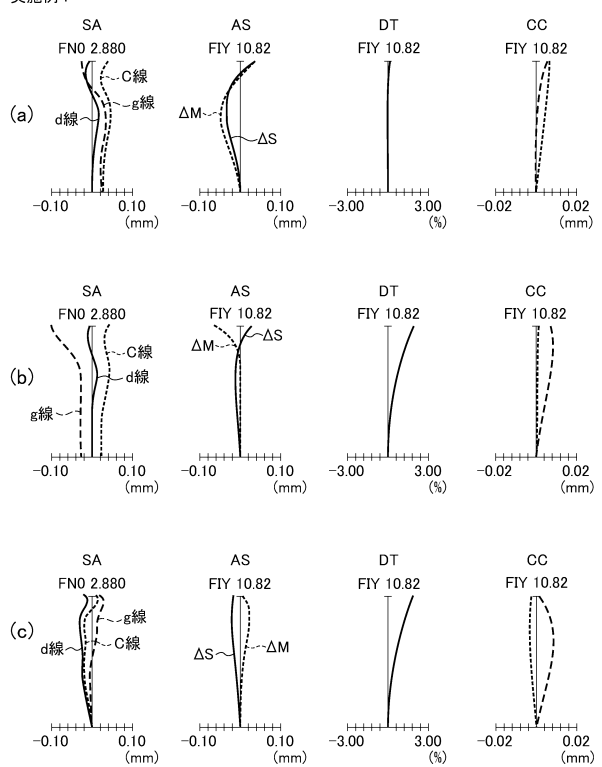 SA AS DT CC
FNO 2.880 FIY 10.82 FIY 10.82 FIY 10.82
(a)
C線
g線
d線
ΔM
ΔS
-0.10 0.10 -0.10 0.10 -3.00 3.00 -0.02 0.02
(mm) (mm) (%) (mm)
SA AS DT CC
FNO 2.880 FIY 10.82 FIY 10.82 FIY 10.82
(b)
C線
d線
g線
ΔS
ΔM
-0.10 0.10 -0.10 0.10 -3.00 3.00 -0.02 0.02
(mm) (mm) (%) (mm)
SA AS DT CC
FNO 2.880 FIY 10.82 FIY 10.82 FIY 10.82
(c)
g線
d線
C線
ΔS
ΔM
-0.10 0.10 -0.10 0.10 -3.00 3.00 -0.02 0.02
(mm) (mm) (%) (mm)